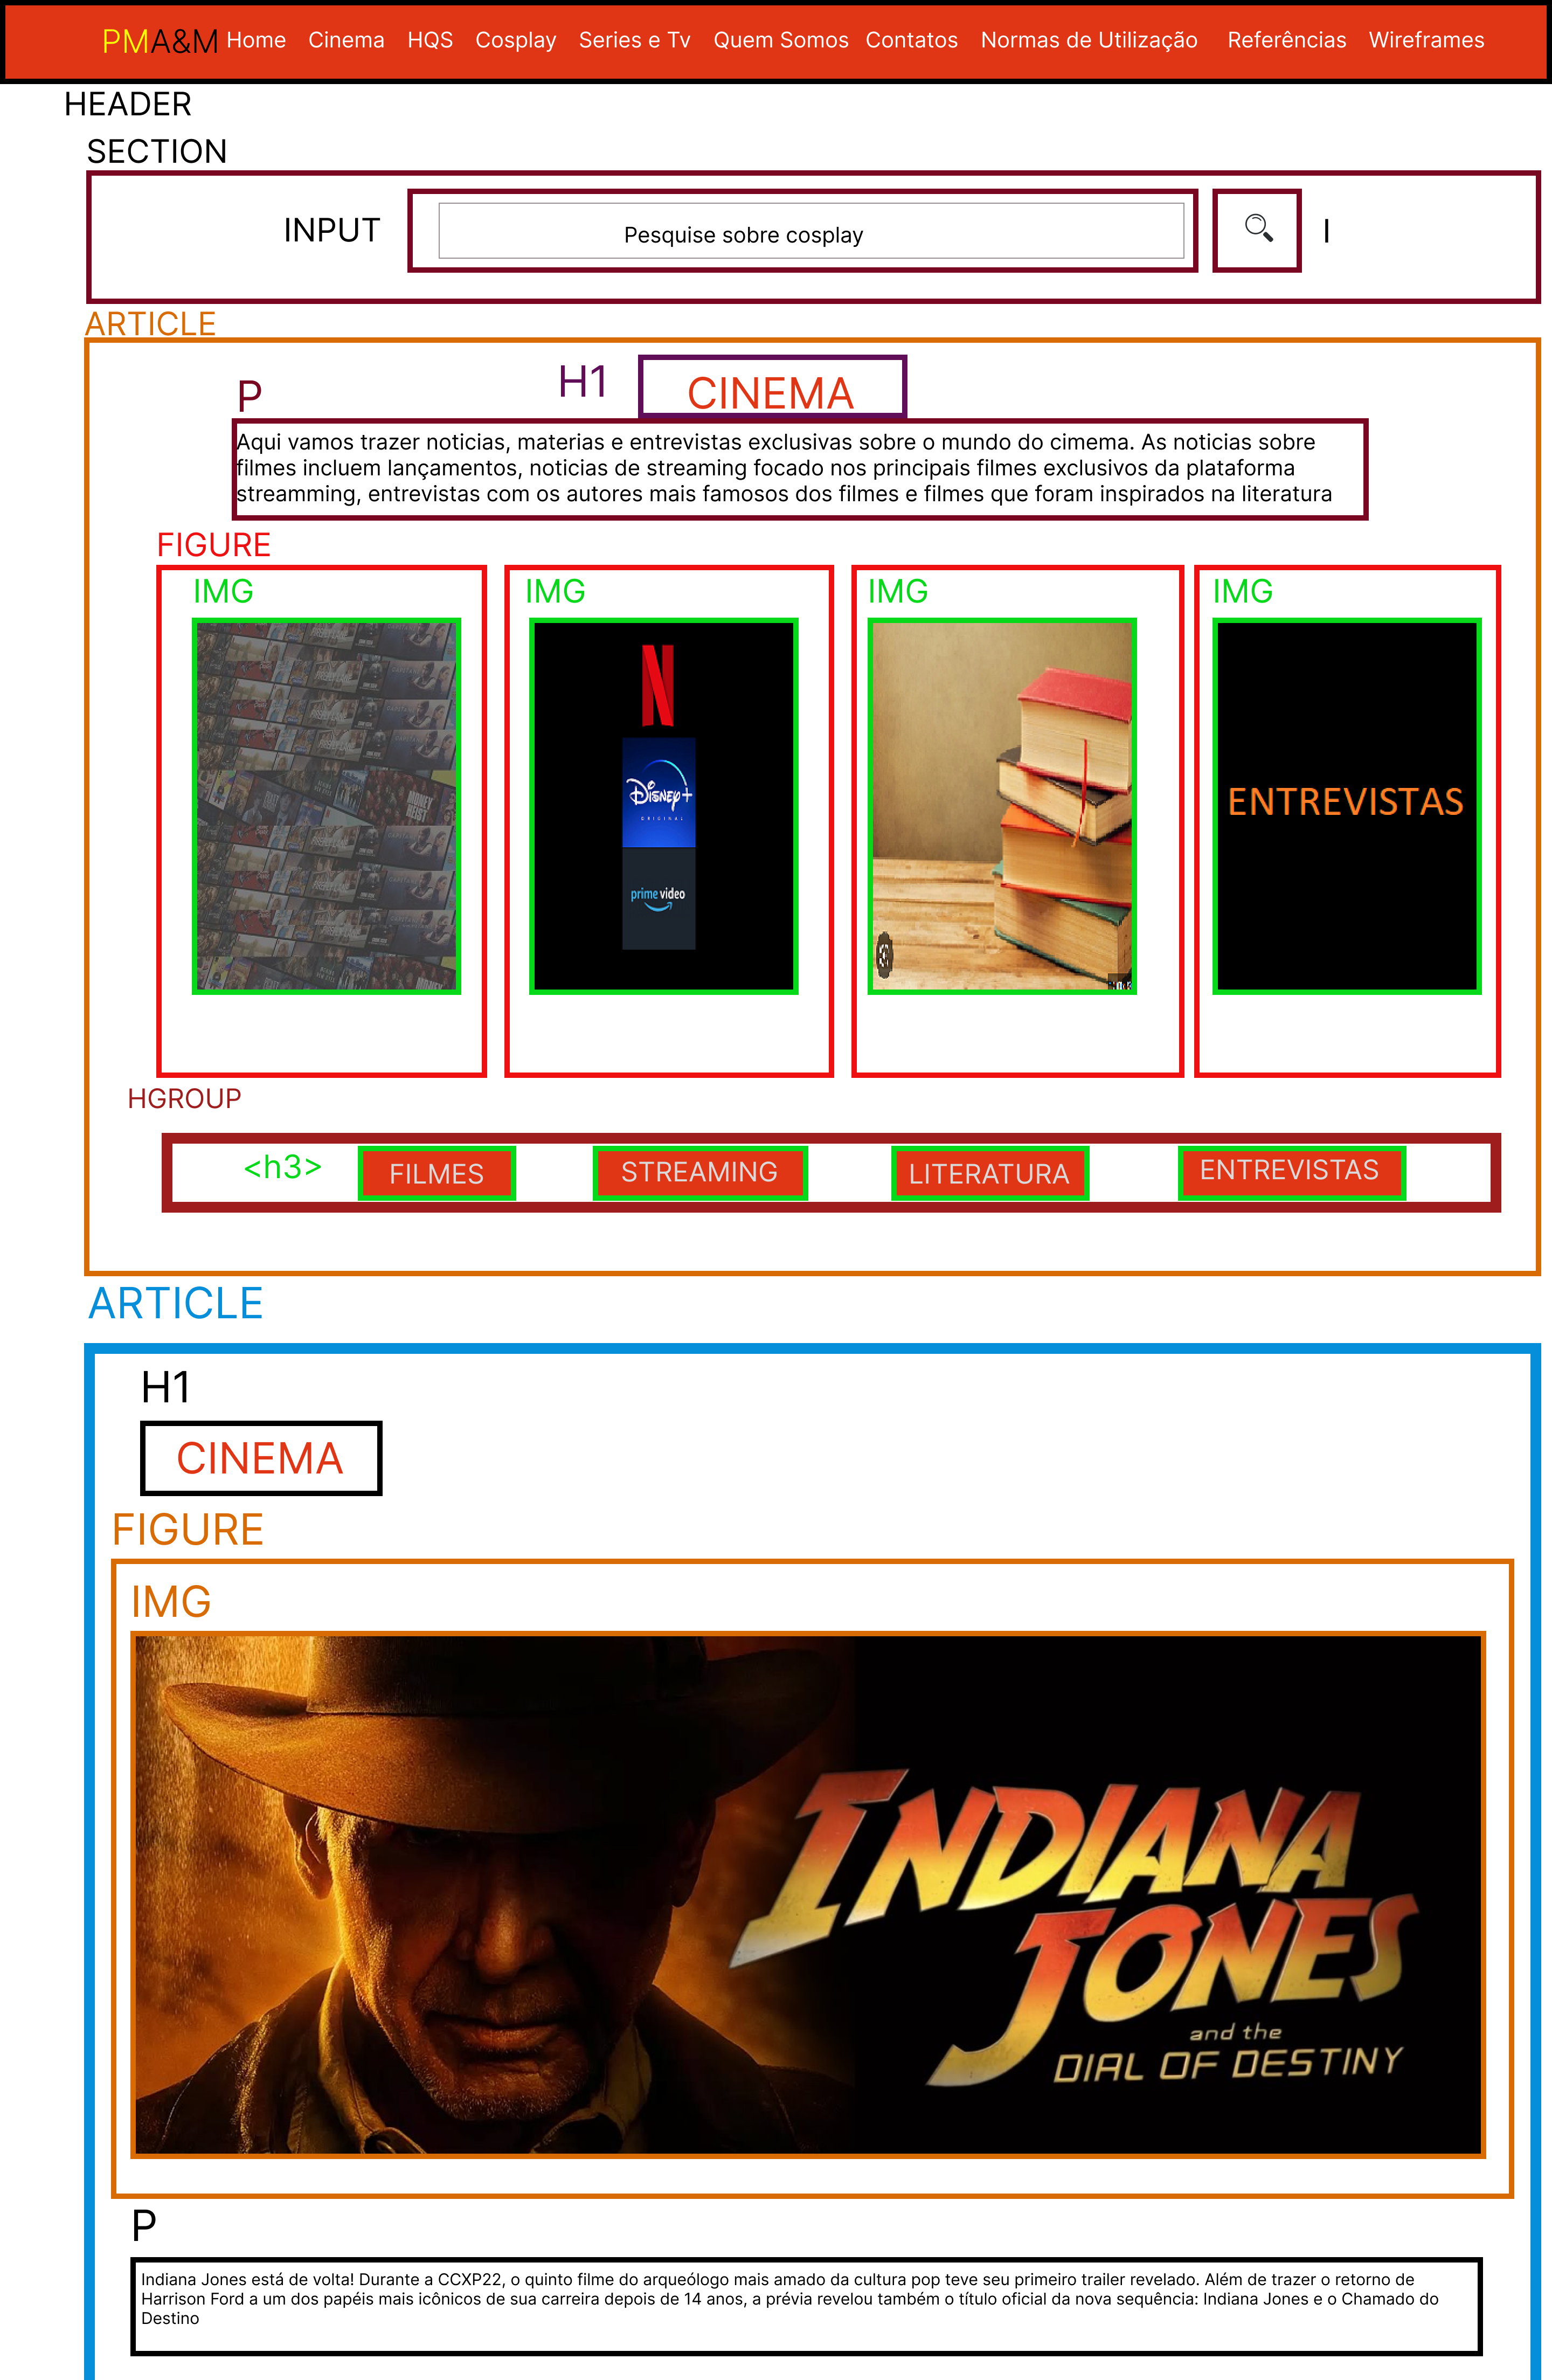 PMA&M Home Cinema HQS Cosplay Series e Tv Quem Somos Contatos Normas de Utilização Referências Wireframes
HEADER
SECTION
INPUT
Pesquise sobre cosplay
I
ARTICLE
P
H1
CINEMA
Aqui vamos trazer noticias, materias e entrevistas exclusivas sobre o mundo do cimema. As noticias sobre
filmes incluem lançamentos, noticias de streaming focado nos principais filmes exclusivos da plataforma
streamming, entrevistas com os autores mais famosos dos filmes e filmes que foram inspirados na literatura
FIGURE
IMG
IMG
IMG
IMG
MONEY
HEIST
N
Disney+
ORIGINAL
prime video
ENTREVISTAS
HGROUP
<h3>
FILMES
STREAMING
LITERATURA
ENTREVISTAS
ARTICLE
H1
CINEMA
FIGURE
IMG
INDIANA
JONES
and the
DIAL OF DESTINY
P
Indiana Jones está de volta! Durante a CCXP22, o quinto filme do arqueólogo mais amado da cultura pop teve seu primeiro trailer revelado. Além de trazer o retorno de
Harrison Ford a um dos papéis mais icônicos de sua carreira depois de 14 anos, a prévia revelou também o título oficial da nova sequência: Indiana Jones e o Chamado do
Destino